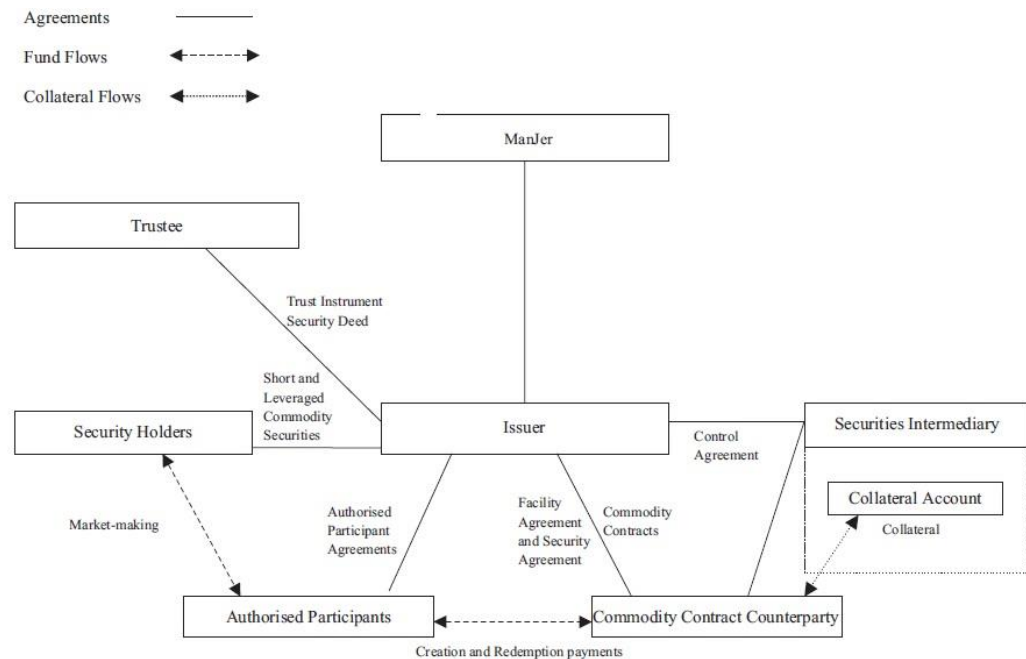 Agreements
Fund Flows
Collateral Flows
ManJer
Trustee
Trust Instrument
Security Deed
Short and
Leveraged
Commodity
Securities
Security Holders
Issuer
Control
Agreement
Securities Intermediary
Collateral Account
Collateral
Market-making
Authorised
Participant
Agreements
Facility
Agreement
and Security
Agreement
Commodity
Contracts
Authorised Participants
Commodity Contract Counterparty
Creation and Redemption payments